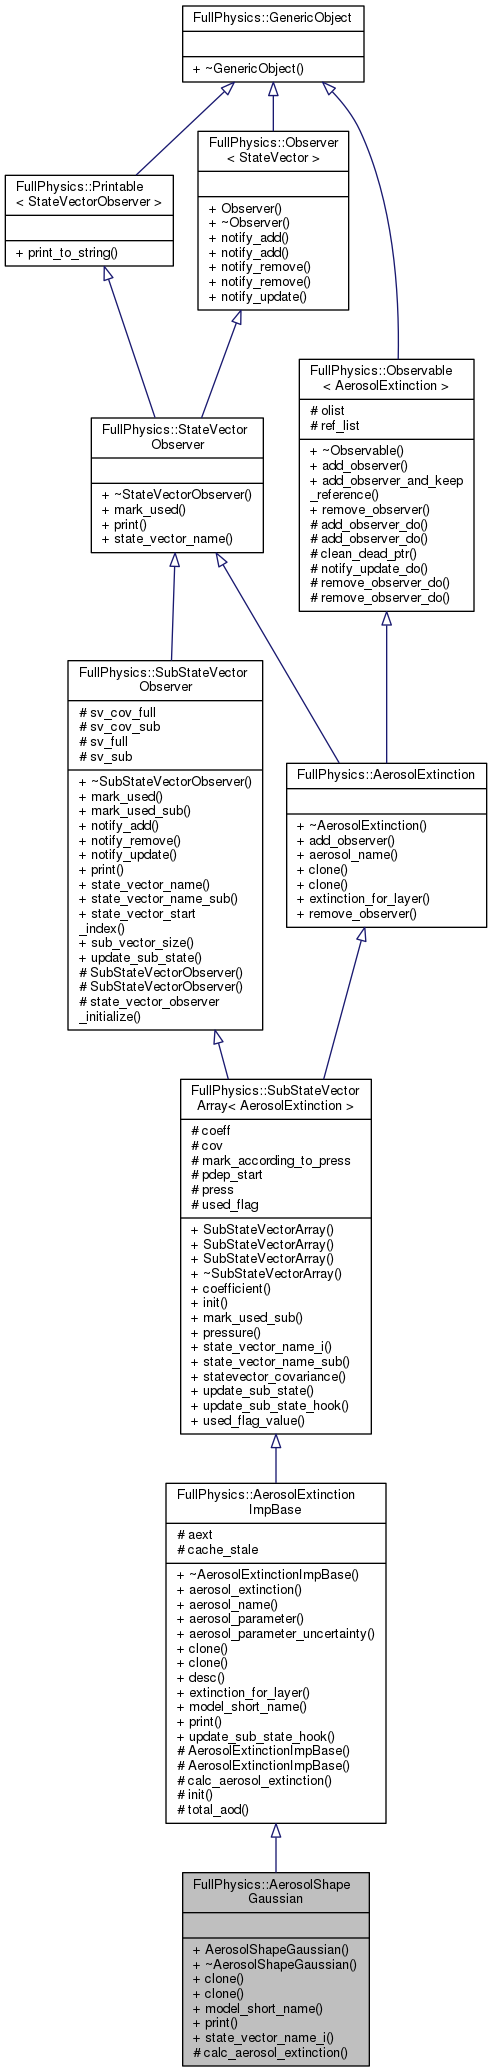 FullPhysics::GenericObject
+ ~GenericObject()
FullPhysics::Observer
< StateVector >
+ Observer()
+ ~Observer()
+ notify_add()
+ notify_add()
+ notify_remove()
+ notify_remove()
+ notify_update()
FullPhysics::Printable
< StateVectorObserver >
+ print_to_string()
FullPhysics::Observable
< AerosolExtinction >
# olist
# ref_list
+ ~Observable()
+ add_observer()
+ add_observer_and_keep
_reference()
+ remove_observer()
# add_observer_do()
# add_observer_do()
# clean_dead_ptr()
# notify_update_do()
# remove_observer_do()
# remove_observer_do()
FullPhysics::StateVector
Observer
+ ~StateVectorObserver()
+ mark_used()
+ print()
+ state_vector_name()
FullPhysics::SubStateVector
Observer
# sv_cov_full
# sv_cov_sub
# sv_full
# sv_sub
+ ~SubStateVectorObserver()
+ mark_used()
+ mark_used_sub()
+ notify_add()
+ notify_remove()
+ notify_update()
+ print()
+ state_vector_name()
+ state_vector_name_sub()
+ state_vector_start
_index()
+ sub_vector_size()
+ update_sub_state()
# SubStateVectorObserver()
# SubStateVectorObserver()
# state_vector_observer
_initialize()
FullPhysics::AerosolExtinction
+ ~AerosolExtinction()
+ add_observer()
+ aerosol_name()
+ clone()
+ clone()
+ extinction_for_layer()
+ remove_observer()
FullPhysics::SubStateVector
Array< AerosolExtinction >
# coeff
# cov
# mark_according_to_press
# pdep_start
# press
# used_flag
+ SubStateVectorArray()
+ SubStateVectorArray()
+ SubStateVectorArray()
+ ~SubStateVectorArray()
+ coefficient()
+ init()
+ mark_used_sub()
+ pressure()
+ state_vector_name_i()
+ state_vector_name_sub()
+ statevector_covariance()
+ update_sub_state()
+ update_sub_state_hook()
+ used_flag_value()
FullPhysics::AerosolExtinction
ImpBase
# aext
# cache_stale
+ ~AerosolExtinctionImpBase()
+ aerosol_extinction()
+ aerosol_name()
+ aerosol_parameter()
+ aerosol_parameter_uncertainty()
+ clone()
+ clone()
+ desc()
+ extinction_for_layer()
+ model_short_name()
+ print()
+ update_sub_state_hook()
# AerosolExtinctionImpBase()
# AerosolExtinctionImpBase()
# calc_aerosol_extinction()
# init()
# total_aod()
FullPhysics::AerosolShape
Gaussian
+ AerosolShapeGaussian()
+ ~AerosolShapeGaussian()
+ clone()
+ clone()
+ model_short_name()
+ print()
+ state_vector_name_i()
# calc_aerosol_extinction()